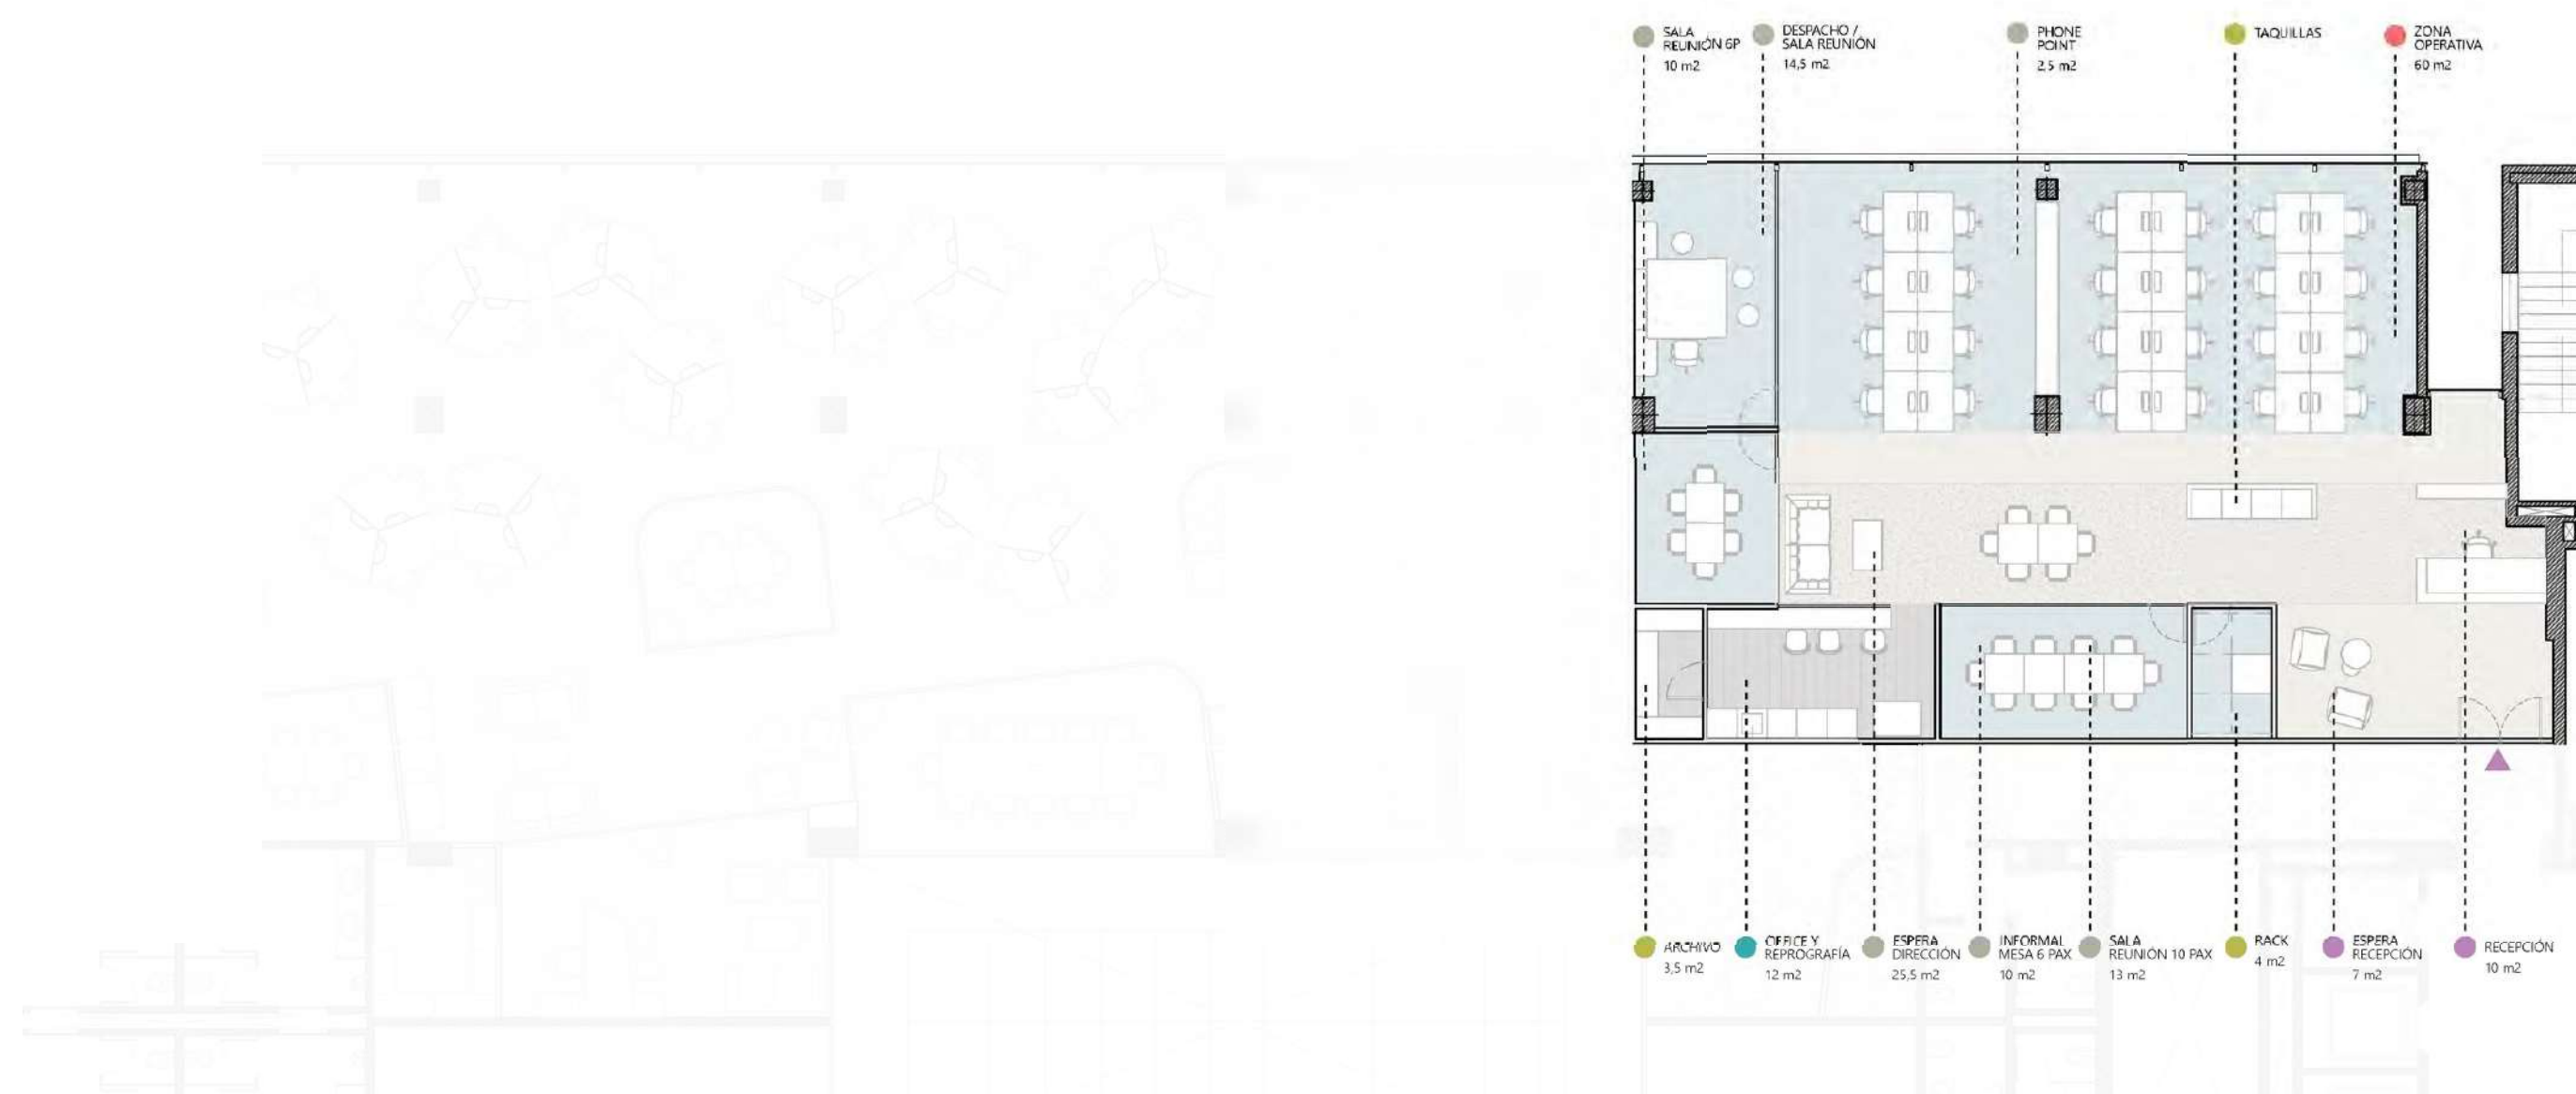 SALA
REUNIÓN 6P
10 m2
DESPACHO /
SALA REUNIÓN
14,5 m2
PHONE
POINT
2,5 m2
TAQUILLAS
ZONA
OPERATIVA
60 m2
ARCHIVO
3,5 m2
OFFICE Y
REPROGRAFÍA
12 m2
ESPERA
DIRECCIÓN
25,5 m2
INFORMAL
MESA 6 PAX
10 m2
SALA
REUNIÓN 10 PAX
13 m2
RACK
4 m2
ESPERA
RECEPCIÓN
7 m2
RECEPCIÓN
10 m2